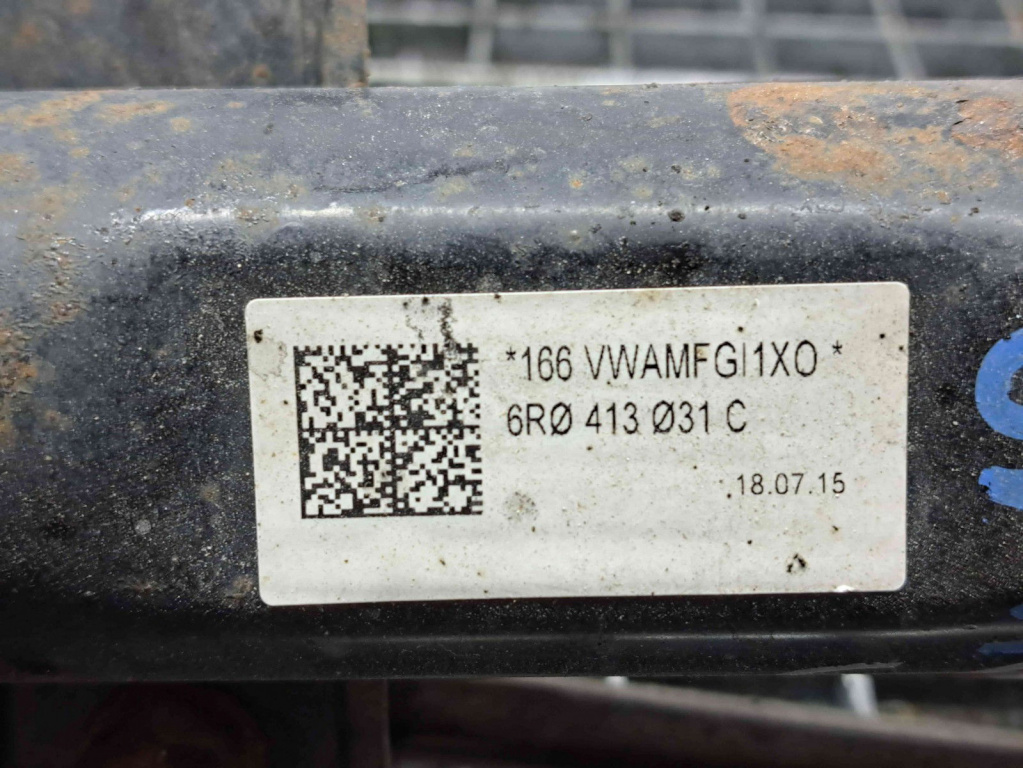 *166 VWAMFGI1XO *
6RØ 413 Ø31 C
18.07.15